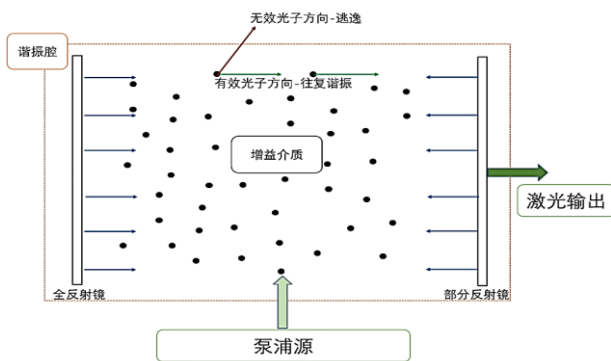 无效光子方向-逃逸
谐振腔
有效光子方向-往复谐振
增益介质
激光输出
全反射镜
部分反射镜
泵浦源